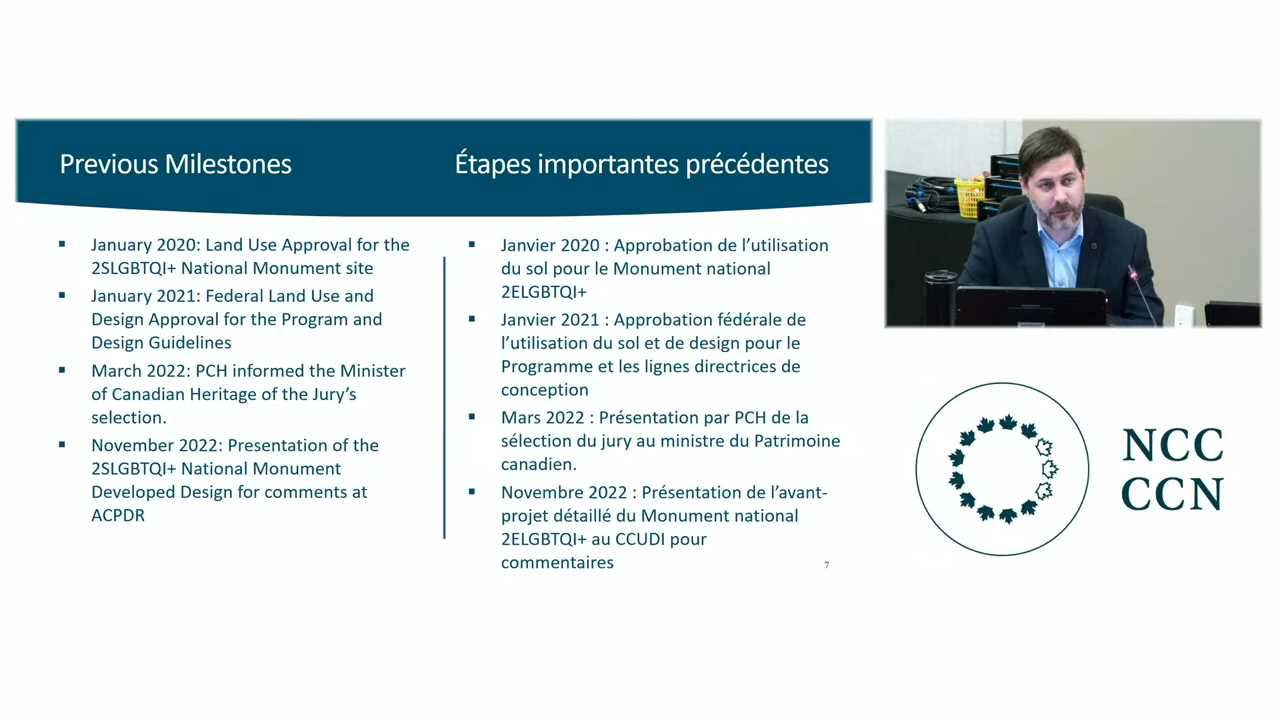 Previous Milestones
Étapes importantes précédentes
▪ January 2020: Land Use Approval for the
2SLGBTQI+ National Monument site
▪ January 2021: Federal Land Use and
Design Approval for the Program and
Design Guidelines
▪ March 2022: PCH informed the Minister
of Canadian Heritage of the Jury's
selection.
▪ November 2022: Presentation of the
2SLGBTQI+ National Monument
Developed Design for comments at
ACPDR
▪ Janvier 2020 : Approbation de l'utilisation
du sol pour le Monument national
2ELGBTQI+
▪ Janvier 2021 : Approbation fédérale de
l'utilisation du sol et de design pour le
Programme et les lignes directrices de
conception
▪ Mars 2022 : Présentation par PCH de la
sélection du jury au ministre du Patrimoine
canadien.
▪ Novembre 2022 : Présentation de l'avant-
projet détaillé du Monument national
2ELGBTQI+ au CCUDI pour
commentaires
7
NCC
CCN